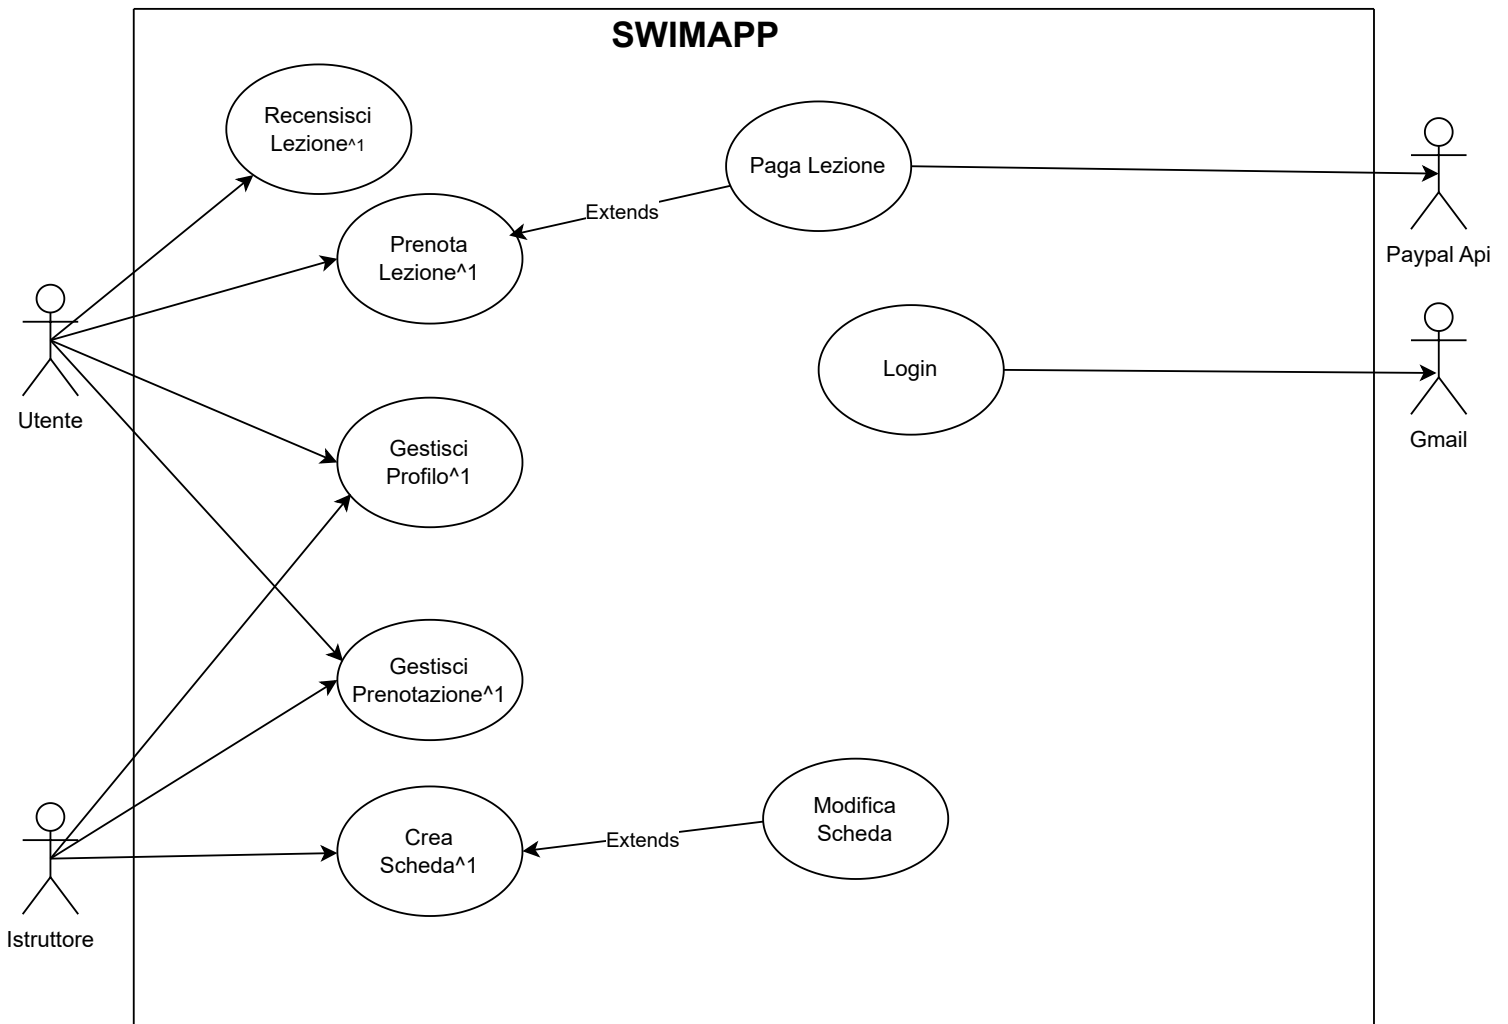 SWIMAPP
Recensisci
Lezione^1
Paga Lezione
Extends
Prenota
Lezione^1
Paypal Api
Login
Utente
Gmail
Gestisci
Profilo^1
Gestisci
Prenotazione^1
Modifica
Scheda
Crea
Scheda^1
Extends
Istruttore